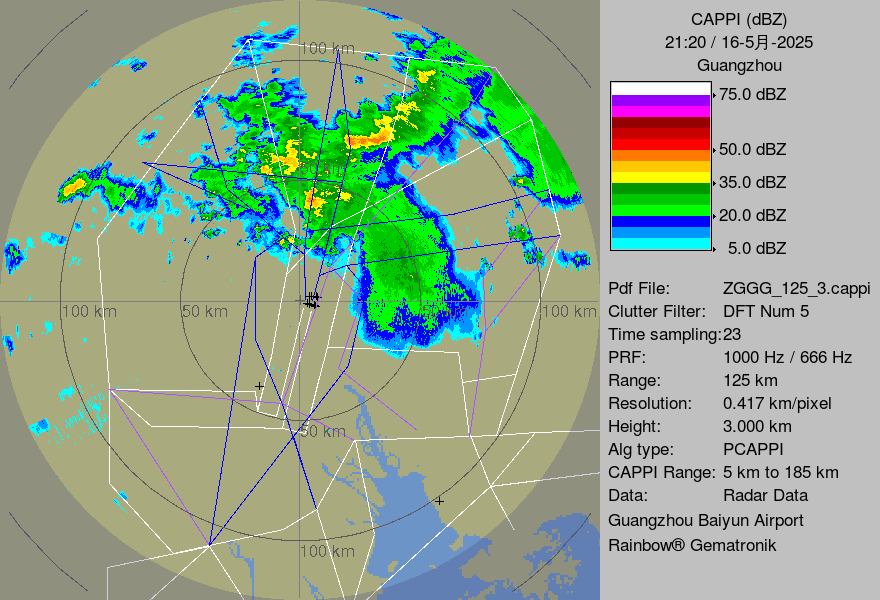 CAPPI (dBZ)
21:20 / 16-5月-2025
Guangzhou
75.0 dBZ
50.0 dBZ
35.0 dBZ
20.0 dBZ
5.0 dBZ
Pdf File: ZGGG_125_3.cappi
Clutter Filter: DFT Num 5
Time sampling:23
PRF: 1000 Hz / 666 Hz
Range: 125 km
Resolution: 0.417 km/pixel
Height: 3.000 km
Alg type: PCAPPI
CAPPI Range: 5 km to 185 km
Data: Radar Data
Guangzhou Baiyun Airport
Rainbow® Gematronik
100 km
100 km
50 km
100 km
50 km
100 km